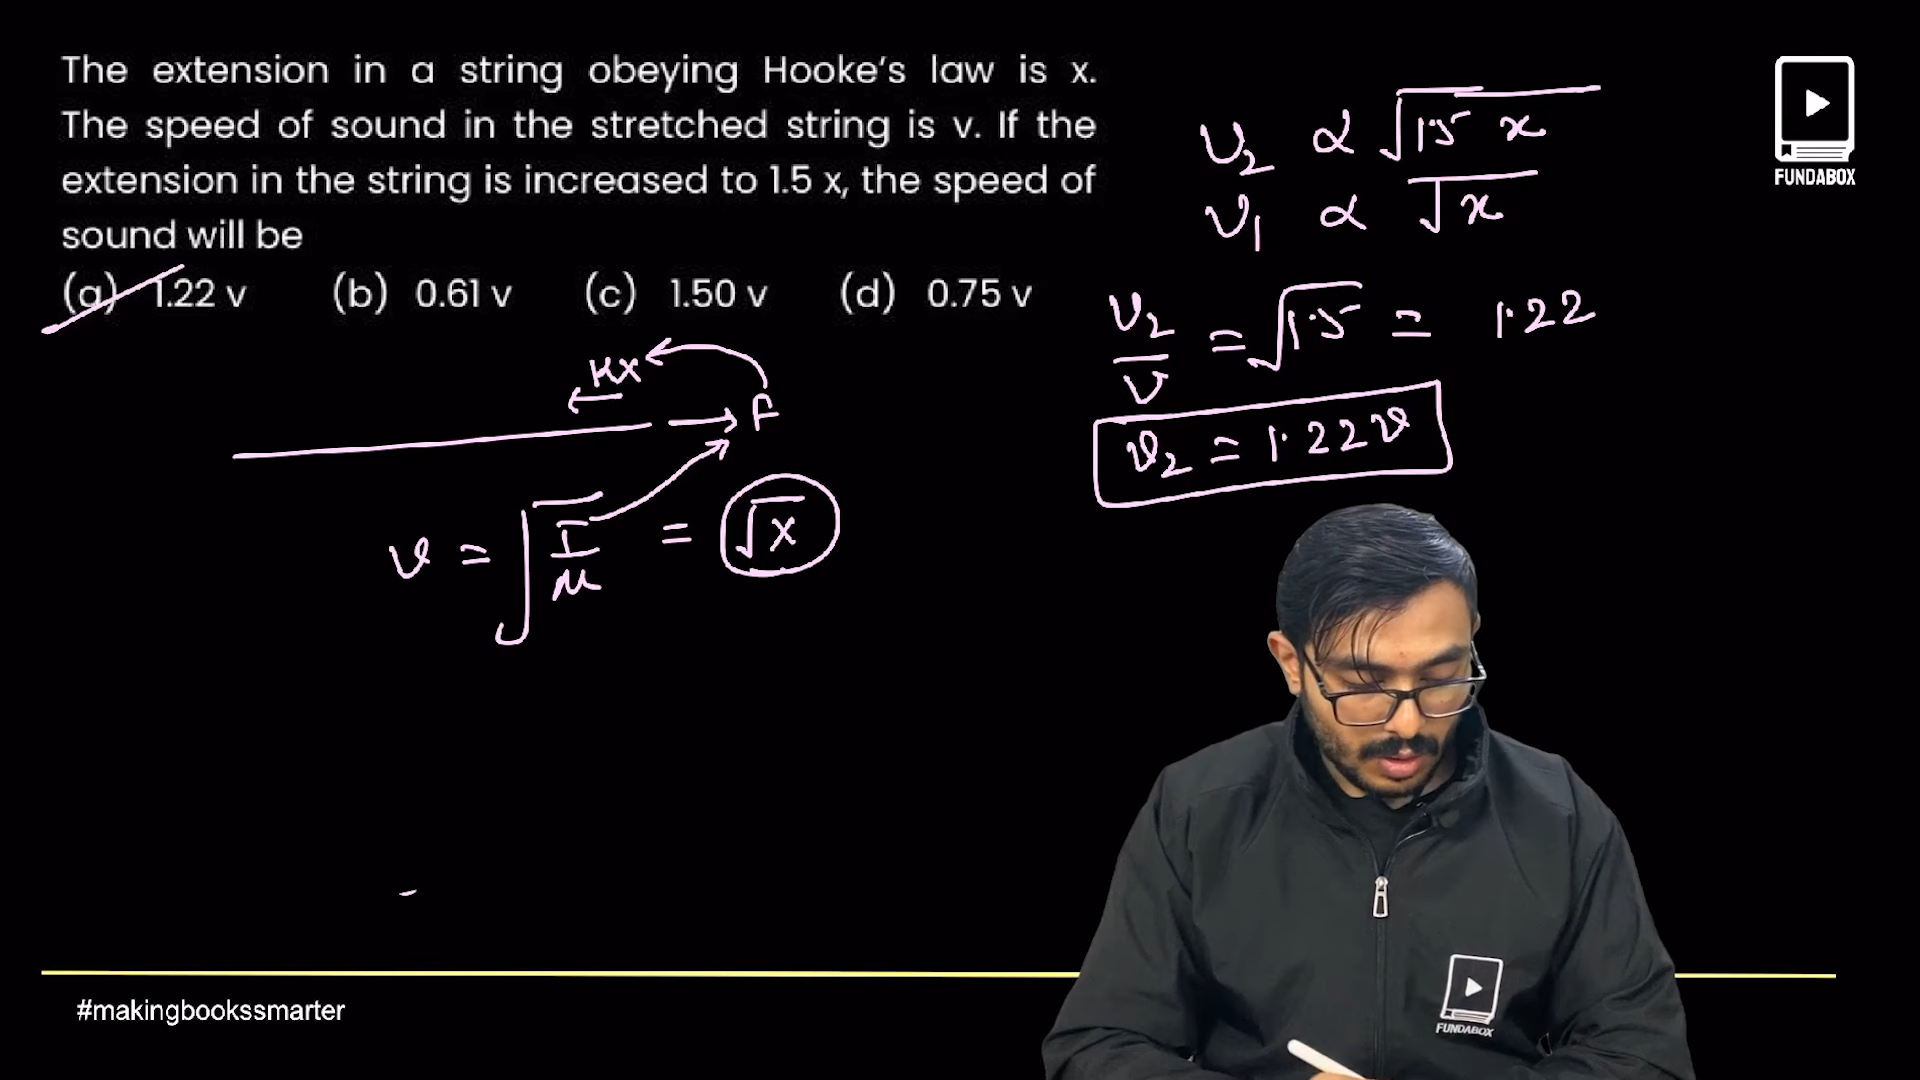 The extension in a string obeying Hooke's law is x.
The speed of sound in the stretched string is v. If the
extension in the string is increased to 1.5 x, the speed of
sound will be
(a) 1.22 v (b) 0.61 v (c) 1.50 v (d) 0.75 v
Kx
F
v = √(T/μ) = √x
v₂ ∝ √1.5 x
v₁ ∝ √x
v₂/v = √1.5 = 1.22
v₂ = 1.22v
FUNDABOX
FUNDABOX
#makingbookssmarter